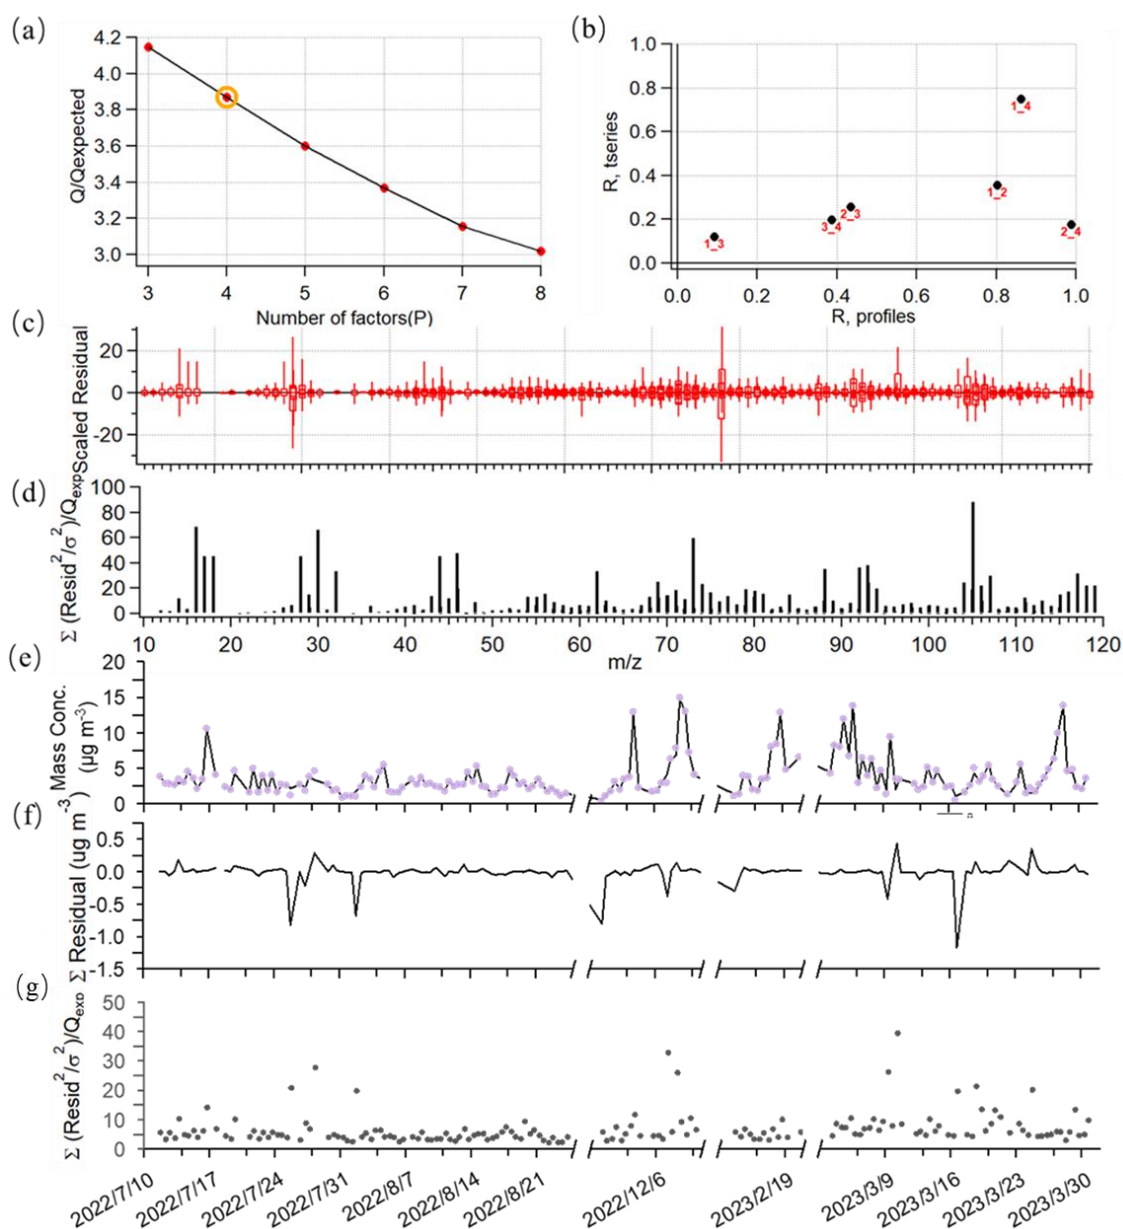 (a)
4.2
4.0
3.8
3.6
3.4
3.2
3.0
Q/Qexpected
3 4 5 6 7 8
Number of factors(P)
(b)
1.0
0.8
0.6
0.4
0.2
0.0
R, tseries
1_4
1_2
2_3
3_4
2_4
1_3
0.0 0.2 0.4 0.6 0.8 1.0
R, profiles
(c)
20
0
-20
Scaled Residual
(d)
100
80
60
40
20
0
Σ (Resid²/σ²)/Qexp
10 20 30 40 50 60 70 80 90 100 110 120
m/z
(e)
20
15
10
5
0
Mass Conc.
(µg m⁻³)
(f)
0.5
0.0
-0.5
-1.0
-1.5
Σ Residual (ug m⁻³)
(g)
50
40
30
20
10
0
Σ (Resid²/σ²)/Qexp
2022/7/10 2022/7/17 2022/7/24 2022/7/31 2022/8/7 2022/8/14 2022/8/21 2022/12/6 2023/2/19 2023/3/9 2023/3/16 2023/3/23 2023/3/30